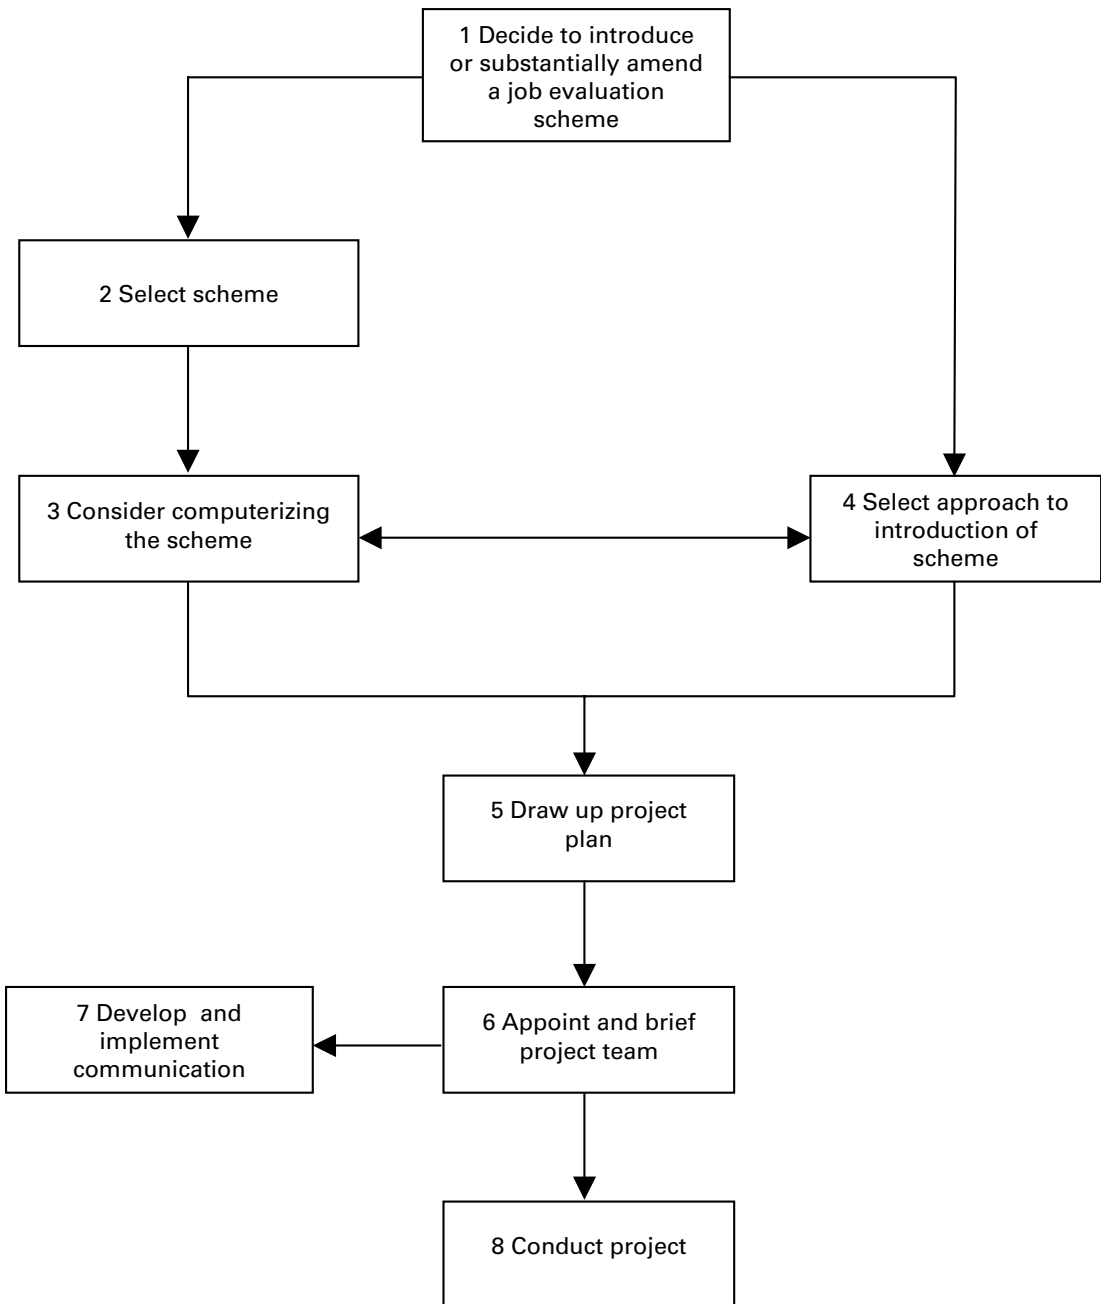 1 Decide to introduce
or substantially amend
a job evaluation
scheme
2 Select scheme
3 Consider computerizing
the scheme
4 Select approach to
introduction of
scheme
5 Draw up project
plan
6 Appoint and brief
project team
7 Develop and
implement
communication
8 Conduct project